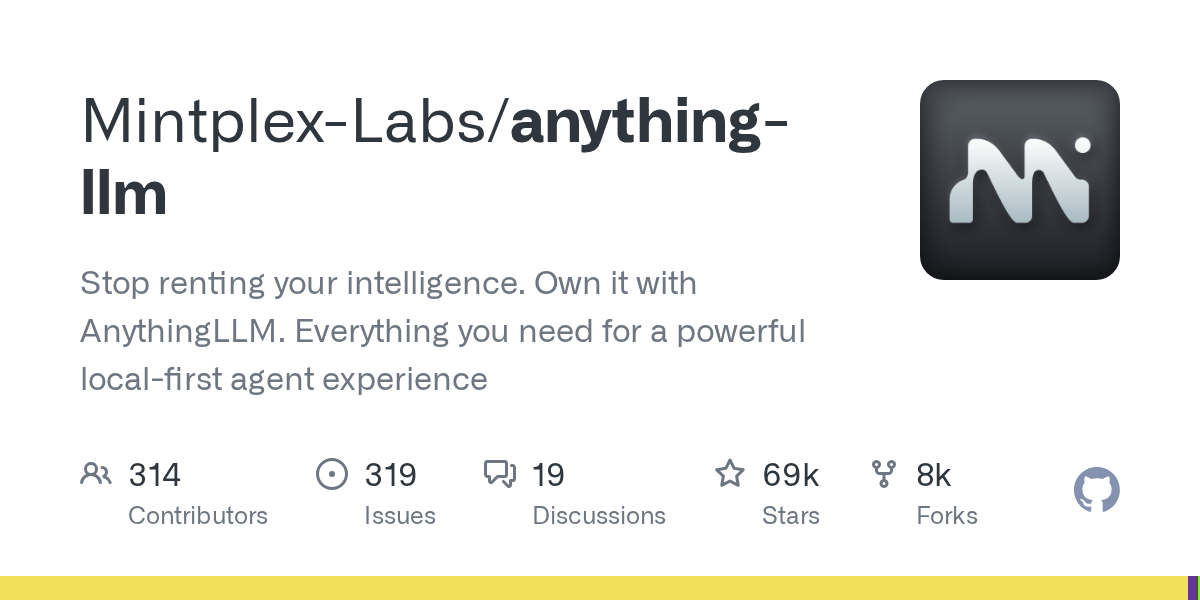 Mintplex-Labs/anything-
llm
Stop renting your intelligence. Own it with
AnythingLLM. Everything you need for a powerful
local-first agent experience
314 319 19 69k 8k
Contributors Issues Discussions Stars Forks